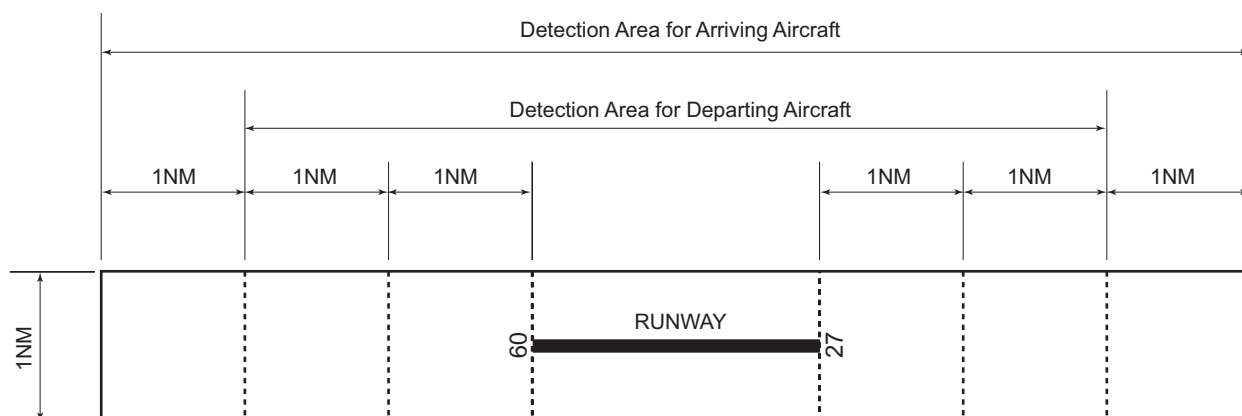 Detection Area for Arriving Aircraft
Detection Area for Departing Aircraft
1NM 1NM 1NM 1NM 1NM 1NM
RUNWAY
09 27
1NM